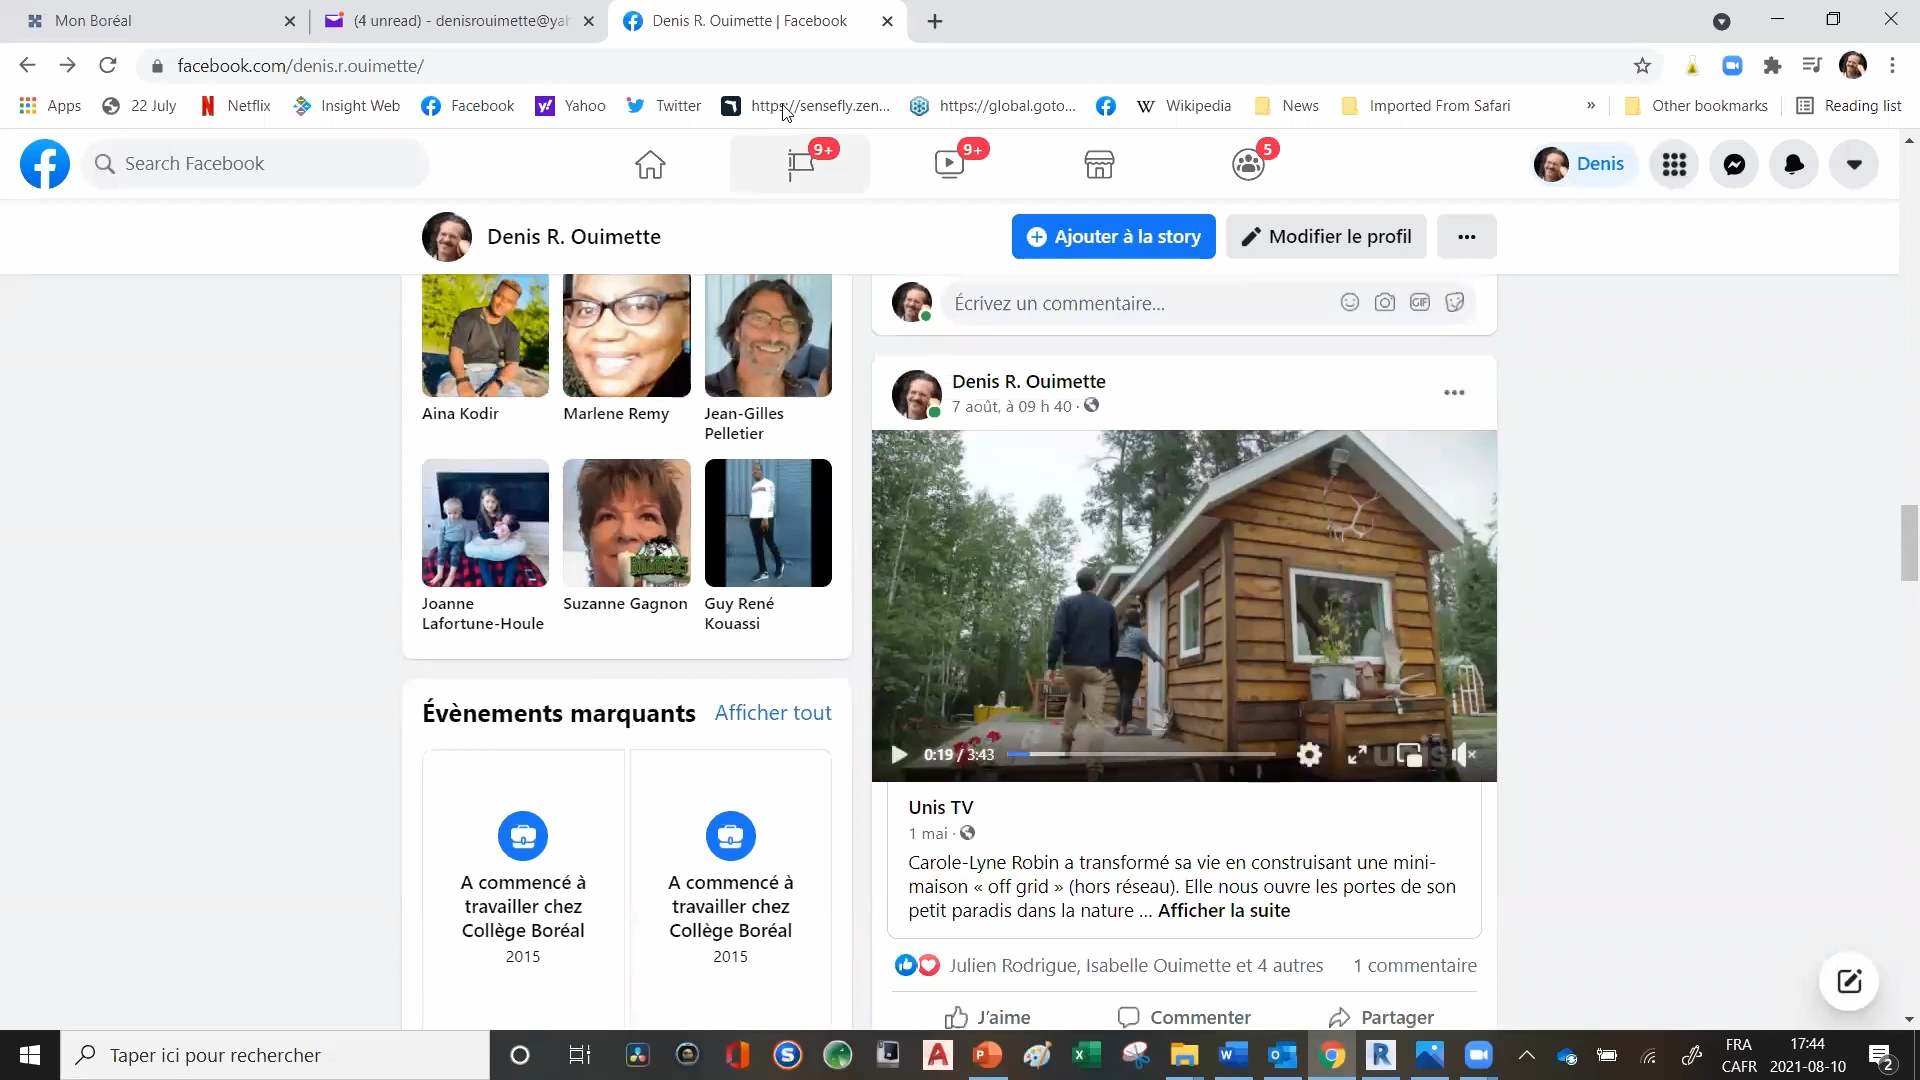 Mon Boréal
(4 unread) - denisrouimette@yah
Denis R. Ouimette | Facebook
facebook.com/denis.r.ouimette/
Apps
22 July
Netflix
Insight Web
Facebook
Yahoo
Twitter
https://sensefly.zen...
https://global.goto...
Wikipedia
News
Imported From Safari
»
Other bookmarks
Reading list
Search Facebook
9+
9+
5
Denis
Denis R. Ouimette
Ajouter à la story
Modifier le profil
Écrivez un commentaire...
GIF
Aina Kodir
Marlene Remy
Jean-Gilles
Pelletier
Joanne
Lafortune-Houle
Suzanne Gagnon
Guy René
Kouassi
Évènements marquants
Afficher tout
A commencé à
travailler chez
Collège Boréal
2015
A commencé à
travailler chez
Collège Boréal
2015
Denis R. Ouimette
7 août, à 09 h 40 ·
0:19 / 3:43
Unis TV
1 mai ·
Carole-Lyne Robin a transformé sa vie en construisant une mini-
maison « off grid » (hors réseau). Elle nous ouvre les portes de son
petit paradis dans la nature ... Afficher la suite
Julien Rodrigue, Isabelle Ouimette et 4 autres
1 commentaire
J'aime
Commenter
Partager
Taper ici pour rechercher
FRA
CAFR
17:44
2021-08-10
2